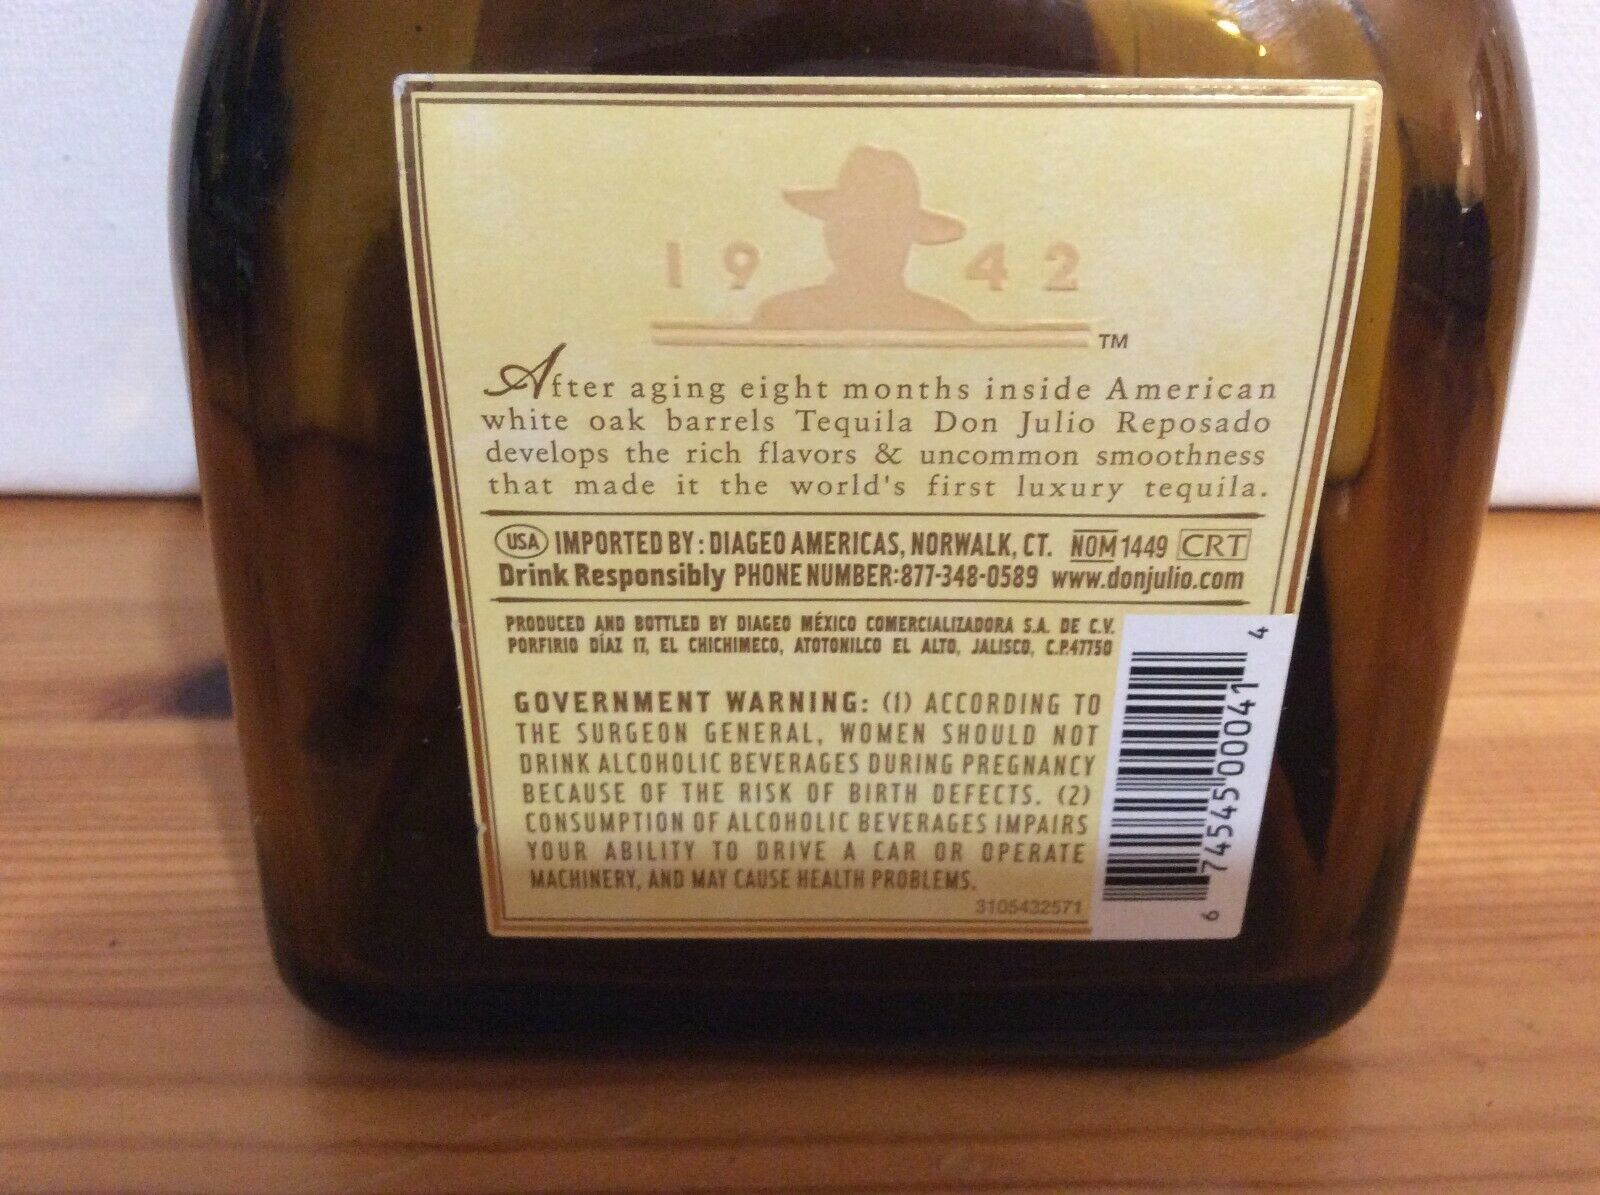 1942
TM
After aging eight months inside American
white oak barrels Tequila Don Julio Reposado
develops the rich flavors & uncommon smoothness
that made it the world's first luxury tequila.
USA IMPORTED BY: DIAGEO AMERICAS, NORWALK, CT. NOM 1449 CRT
Drink Responsibly PHONE NUMBER:877-348-0589 www.donjulio.com
PRODUCED AND BOTTLED BY DIAGEO MÉXICO COMERCIALIZADORA S.A. DE C.V.
PORFIRIO DÍAZ 17, EL CHICHIMECO, ATOTONILCO EL ALTO, JALISCO, C.P.47750
GOVERNMENT WARNING: (1) ACCORDING TO
THE SURGEON GENERAL, WOMEN SHOULD NOT
DRINK ALCOHOLIC BEVERAGES DURING PREGNANCY
BECAUSE OF THE RISK OF BIRTH DEFECTS. (2)
CONSUMPTION OF ALCOHOLIC BEVERAGES IMPAIRS
YOUR ABILITY TO DRIVE A CAR OR OPERATE
MACHINERY, AND MAY CAUSE HEALTH PROBLEMS.
3105432571
6 74545 00041 4